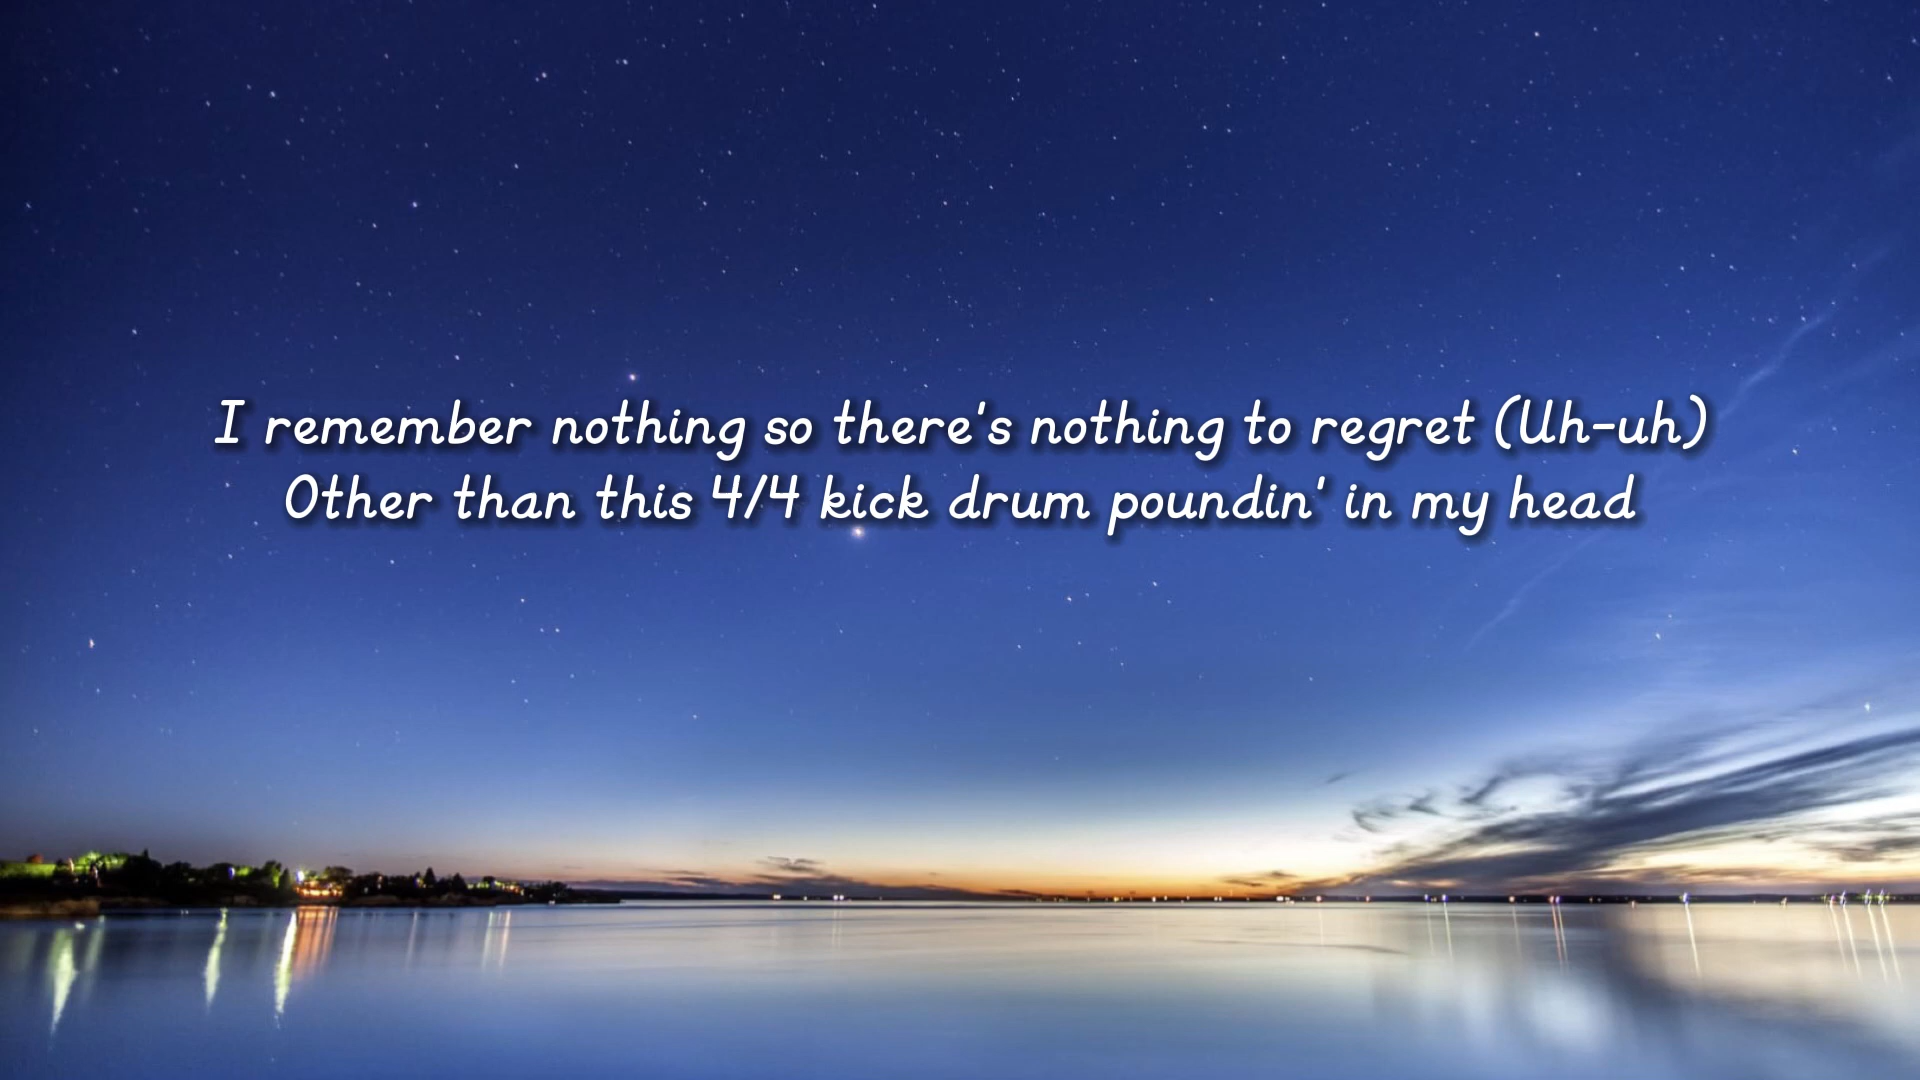 I remember nothing so there's nothing to regret (Uh-uh)
Other than this 4/4 kick drum poundin' in my head